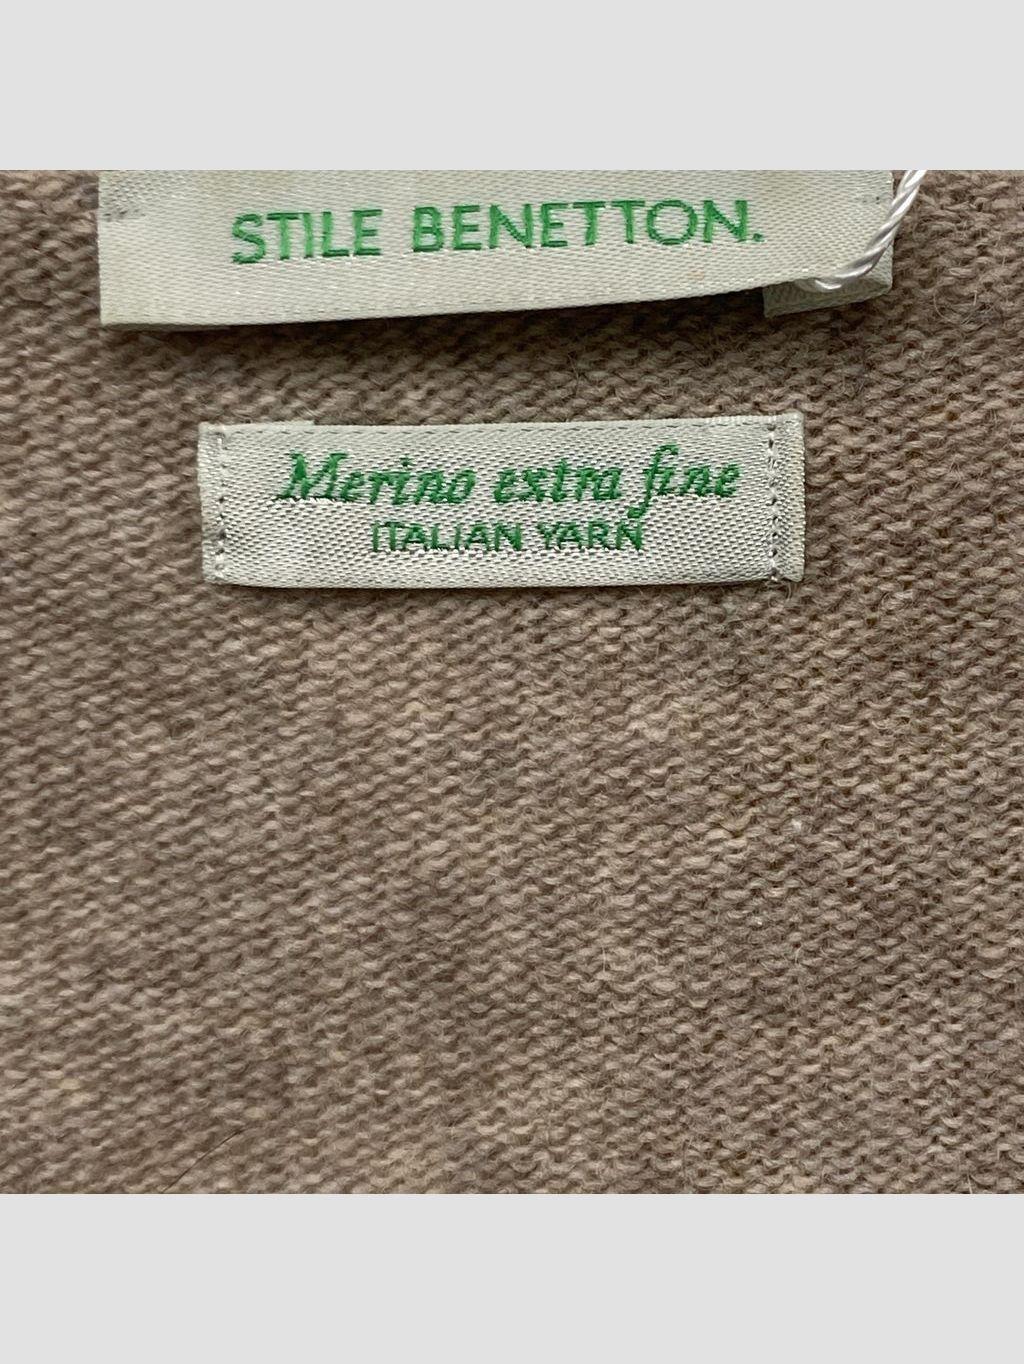 STILE BENETTON.
Merino extra fine
ITALIAN YARN